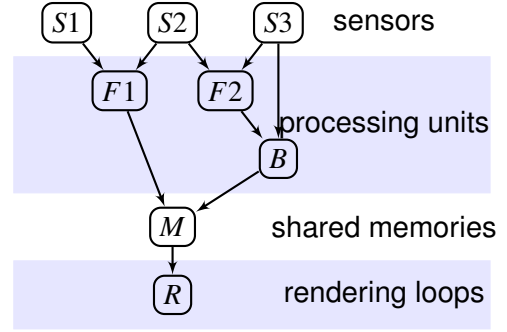 S1 S2 S3 sensors
F1 F2
processing units
B
M shared memories
R rendering loops